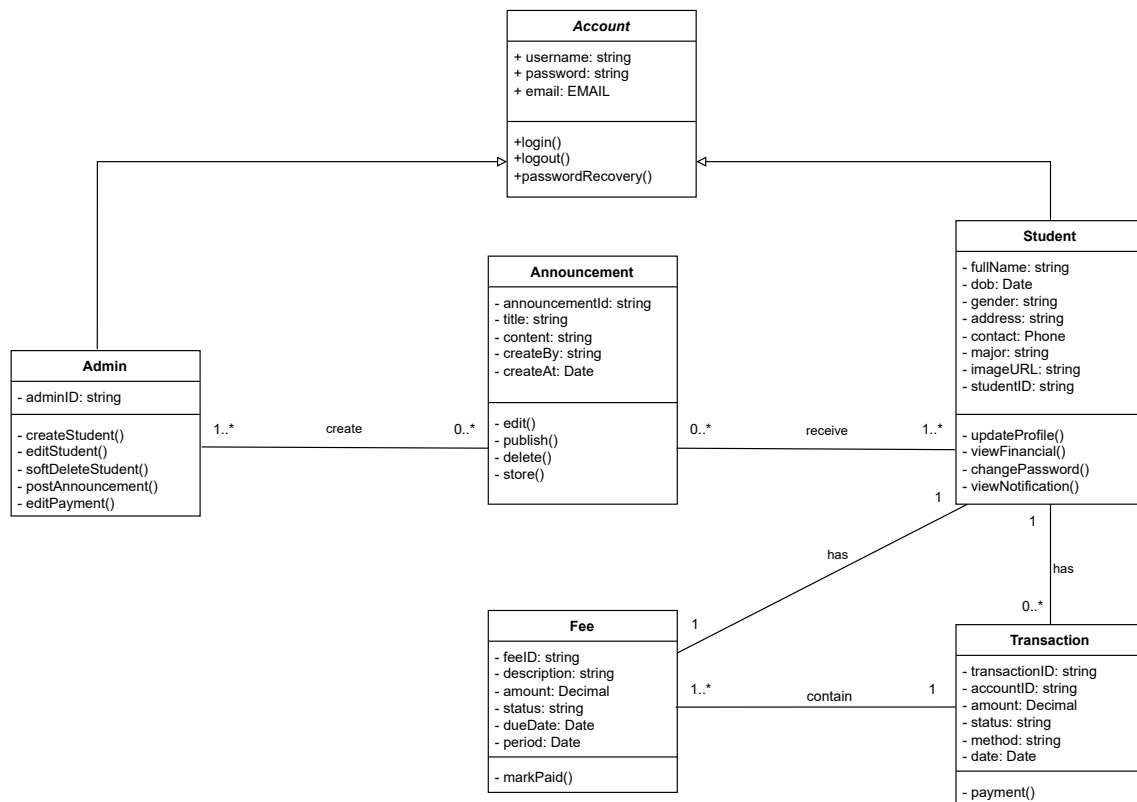 Account
+ username: string
+ password: string
+ email: EMAIL
+login()
+logout()
+passwordRecovery()
Student
- fullName: string
- dob: Date
- gender: string
- address: string
- contact: Phone
- major: string
- imageURL: string
- studentID: string
- updateProfile()
- viewFinancial()
- changePassword()
- viewNotification()
Announcement
- announcementId: string
- title: string
- content: string
- createBy: string
- createAt: Date
- edit()
- publish()
- delete()
- store()
Admin
- adminID: string
- createStudent()
- editStudent()
- softDeleteStudent()
- postAnnouncement()
- editPayment()
1..*
create
0..*
0..*
receive
1..*
1
has
1
1
has
0..*
Fee
- feeID: string
- description: string
- amount: Decimal
- status: string
- dueDate: Date
- period: Date
- markPaid()
1..*
contain
1
Transaction
- transactionID: string
- accountID: string
- amount: Decimal
- status: string
- method: string
- date: Date
- payment()